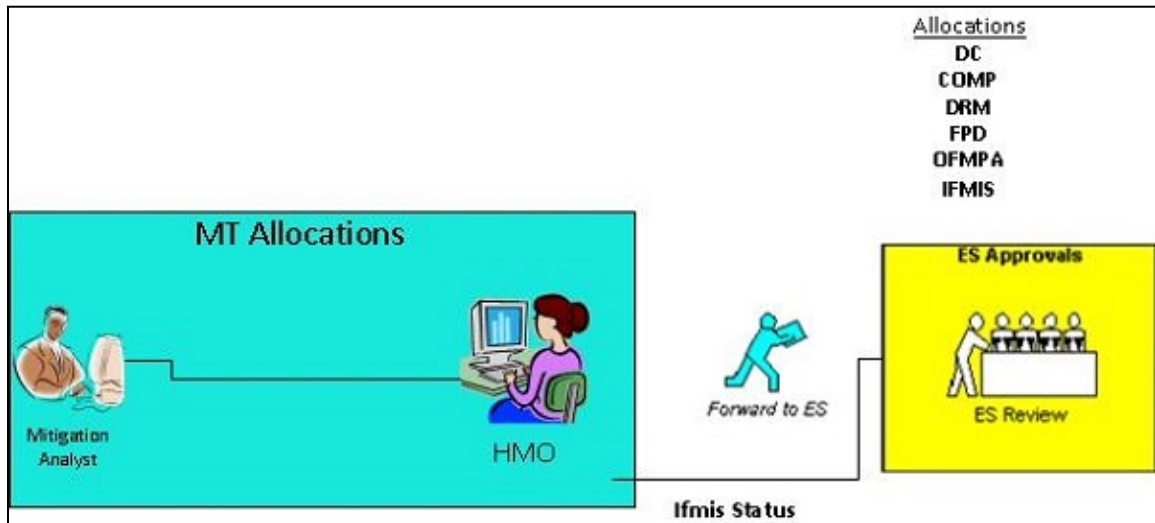 Allocations
DC
COMP
DRM
FPD
OFMPA
IFMIS
MT Allocations
ES Approvals
Mitigation
Analyst
HMO
Forward to ES
ES Review
Ifmis Status